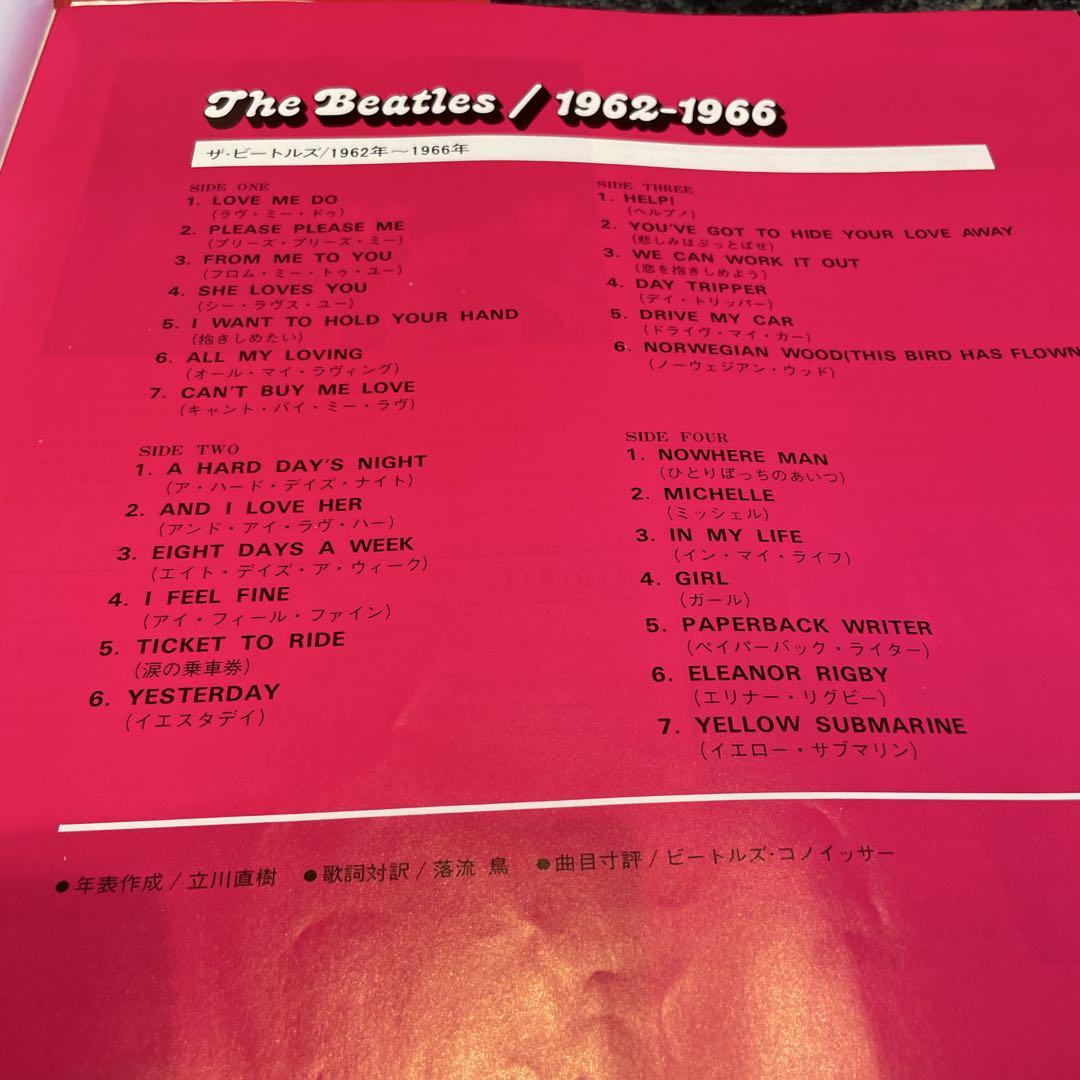 The Beatles / 1962-1966
ザ・ビートルズ/1962年～1966年
SIDE ONE
1. LOVE ME DO
(ラヴ・ミー・ドゥ)
2. PLEASE PLEASE ME
(プリーズ・プリーズ・ミー)
3. FROM ME TO YOU
(フロム・ミー・トゥ・ユー)
4. SHE LOVES YOU
(シー・ラヴス・ユー)
5. I WANT TO HOLD YOUR HAND
(抱きしめたい)
6. ALL MY LOVING
(オール・マイ・ラヴィング)
7. CAN'T BUY ME LOVE
(キャント・バイ・ミー・ラヴ)
SIDE TWO
1. A HARD DAY'S NIGHT
(ア・ハード・デイズ・ナイト)
2. AND I LOVE HER
(アンド・アイ・ラヴ・ハー)
3. EIGHT DAYS A WEEK
(エイト・デイズ・ア・ウィーク)
4. I FEEL FINE
(アイ・フィール・ファイン)
5. TICKET TO RIDE
(涙の乗車券)
6. YESTERDAY
(イエスタデイ)
SIDE THREE
1. HELP!
(ヘルプ!)
2. YOU'VE GOT TO HIDE YOUR LOVE AWAY
(悲しみはぶっとばせ)
3. WE CAN WORK IT OUT
(恋を抱きしめよう)
4. DAY TRIPPER
(デイ・トリッパー)
5. DRIVE MY CAR
(ドライヴ・マイ・カー)
6. NORWEGIAN WOOD(THIS BIRD HAS FLOWN
(ノーウェジアン・ウッド)
SIDE FOUR
1. NOWHERE MAN
(ひとりぼっちのあいつ)
2. MICHELLE
(ミッシェル)
3. IN MY LIFE
(イン・マイ・ライフ)
4. GIRL
(ガール)
5. PAPERBACK WRITER
(ペイパーバック・ライター)
6. ELEANOR RIGBY
(エリナー・リグビー)
7. YELLOW SUBMARINE
(イエロー・サブマリン)
●年表作成/立川直樹 ●歌詞対訳/落流 鳥 ●曲目寸評/ビートルズ・コノイッサー